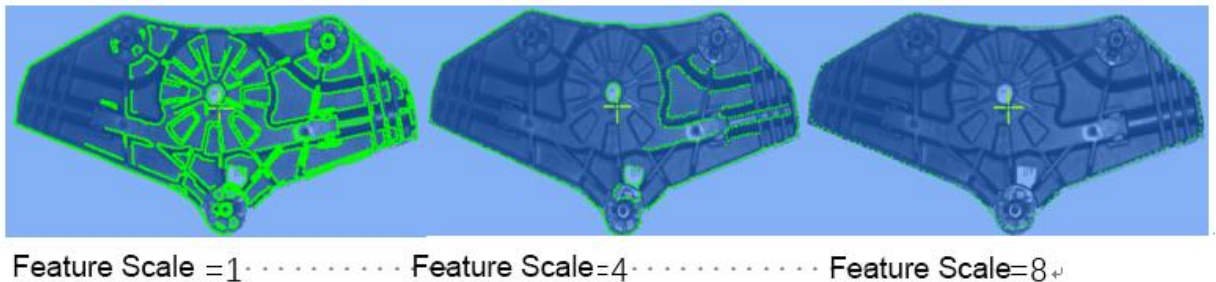 Feature Scale =1 · · · · · · · · · · Feature Scale=4 · · · · · · · · · · · Feature Scale=8↵